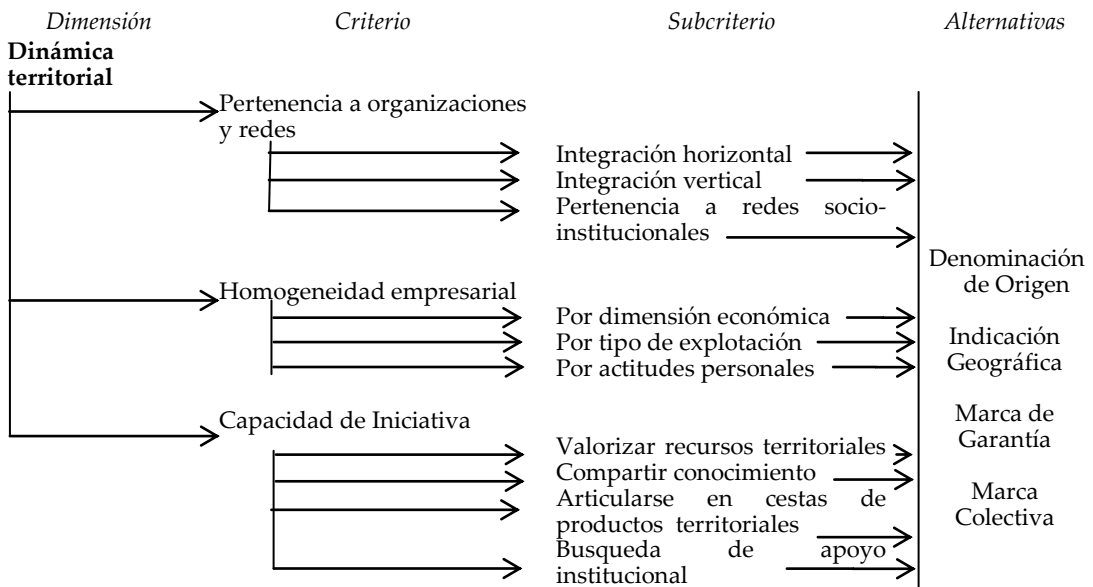 Dimensión Criterio Subcriterio Alternativas
Dinámica
territorial
Pertenencia a organizaciones
y redes
Integración horizontal
Integración vertical
Pertenencia a redes socio-
institucionales
Homogeneidad empresarial
Por dimensión económica
Por tipo de explotación
Por actitudes personales
Capacidad de Iniciativa
Valorizar recursos territoriales
Compartir conocimiento
Articularse en cestas de
productos territoriales
Busqueda de apoyo
institucional
Denominación
de Origen
Indicación
Geográfica
Marca de
Garantía
Marca
Colectiva